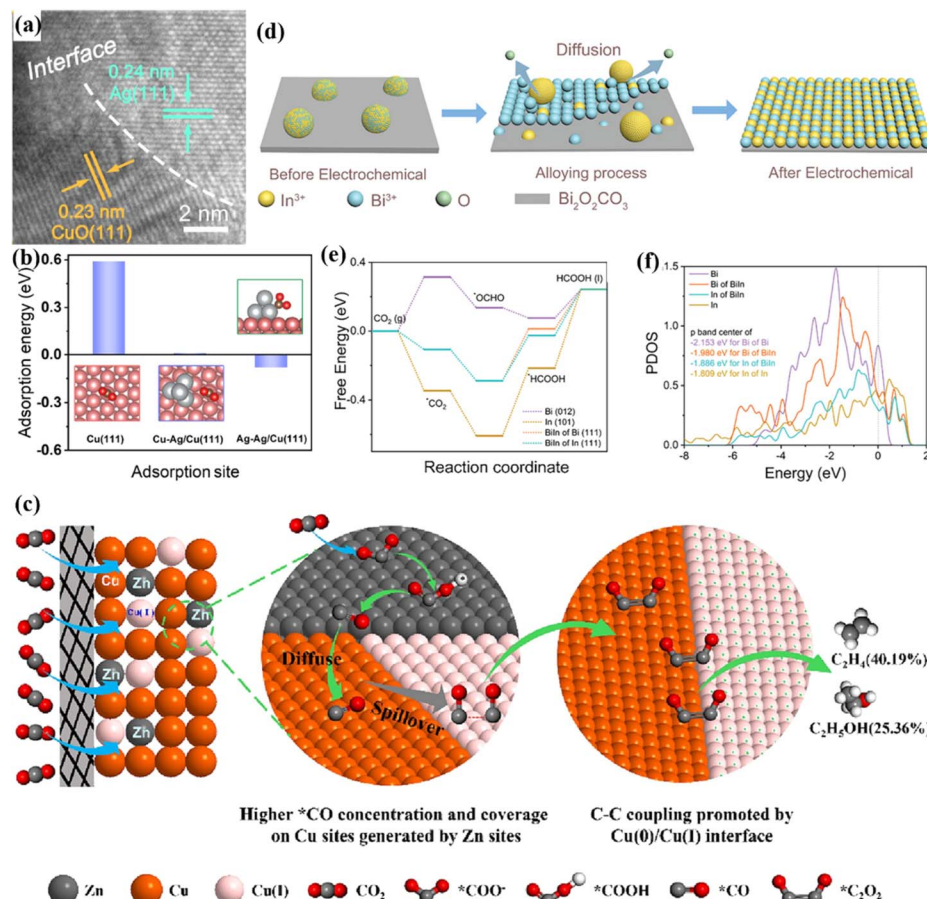 (a)
Interface
0.24 nm
Ag(111)
0.23 nm
CuO(111)
2 nm
(d)
Diffusion
Before Electrochemical
Alloying process
After Electrochemical
In³⁺
Bi³⁺
O
Bi₂O₂CO₃
(b)
Adsorption energy (eV)
0.6
0.0
-0.6
Cu(111)
Cu-Ag/Cu(111)
Ag-Ag/Cu(111)
Adsorption site
(e)
Free Energy (eV)
0.4
0.0
-0.4
CO₂ (g)
*CO₂
*OCHO
*HCOOH
HCOOH (l)
Bi (012)
In (101)
BiIn of Bi (111)
BiIn of In (111)
Reaction coordinate
(f)
PDOS
1.5
1.0
0.5
0.0
Bi
Bi of BiIn
In of BiIn
In
p band center of
-2.153 eV for Bi of Bi
-1.980 eV for Bi of BiIn
-1.886 eV for In of BiIn
-1.809 eV for In of In
-8 -6 -4 -2 0 2
Energy (eV)
(c)
Cu
Zn
Cu(I)
Zn
Zn
Zn
Diffuse
Spillover
C₂H₄(40.19%)
C₂H₅OH(25.36%)
Higher *CO concentration and coverage
on Cu sites generated by Zn sites
C-C coupling promoted by
Cu(0)/Cu(I) interface
Zn
Cu
Cu(I)
CO₂
*COO⁻
*COOH
*CO
*C₂O₂